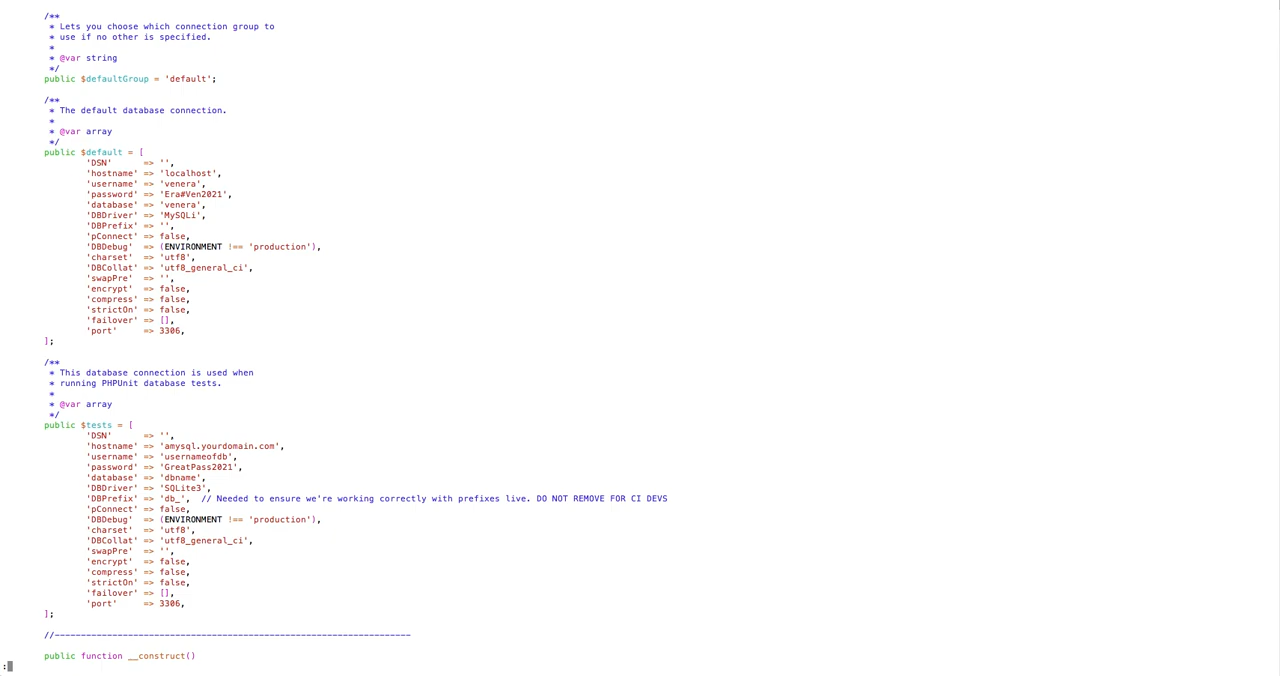 /**
 * Lets you choose which connection group to
 * use if no other is specified.
 *
 * @var string
 */
public $defaultGroup = 'default';
/**
 * The default database connection.
 *
 * @var array
 */
public $default = [
'DSN'      => '',
'hostname' => 'localhost',
'username' => 'venera',
'password' => 'Era#Ven2021',
'database' => 'venera',
'DBDriver' => 'MySQLi',
'DBPrefix' => '',
'pConnect' => false,
'DBDebug'  => (ENVIRONMENT !== 'production'),
'charset'  => 'utf8',
'DBCollat' => 'utf8_general_ci',
'swapPre'  => '',
'encrypt'  => false,
'compress' => false,
'strictOn' => false,
'failover' => [],
'port'     => 3306,
];
/**
 * This database connection is used when
 * running PHPUnit database tests.
 *
 * @var array
 */
public $tests = [
'DSN'      => '',
'hostname' => 'amysql.yourdomain.com',
'username' => 'usernameofdb',
'password' => 'GreatPass2021',
'database' => 'dbname',
'DBDriver' => 'SQLite3',
'DBPrefix' => 'db_',  // Needed to ensure we're working correctly with prefixes live. DO NOT REMOVE FOR CI DEVS
'pConnect' => false,
'DBDebug'  => (ENVIRONMENT !== 'production'),
'charset'  => 'utf8',
'DBCollat' => 'utf8_general_ci',
'swapPre'  => '',
'encrypt'  => false,
'compress' => false,
'strictOn' => false,
'failover' => [],
'port'     => 3306,
];
//--------------------------------------------------------------------
public function __construct()
: